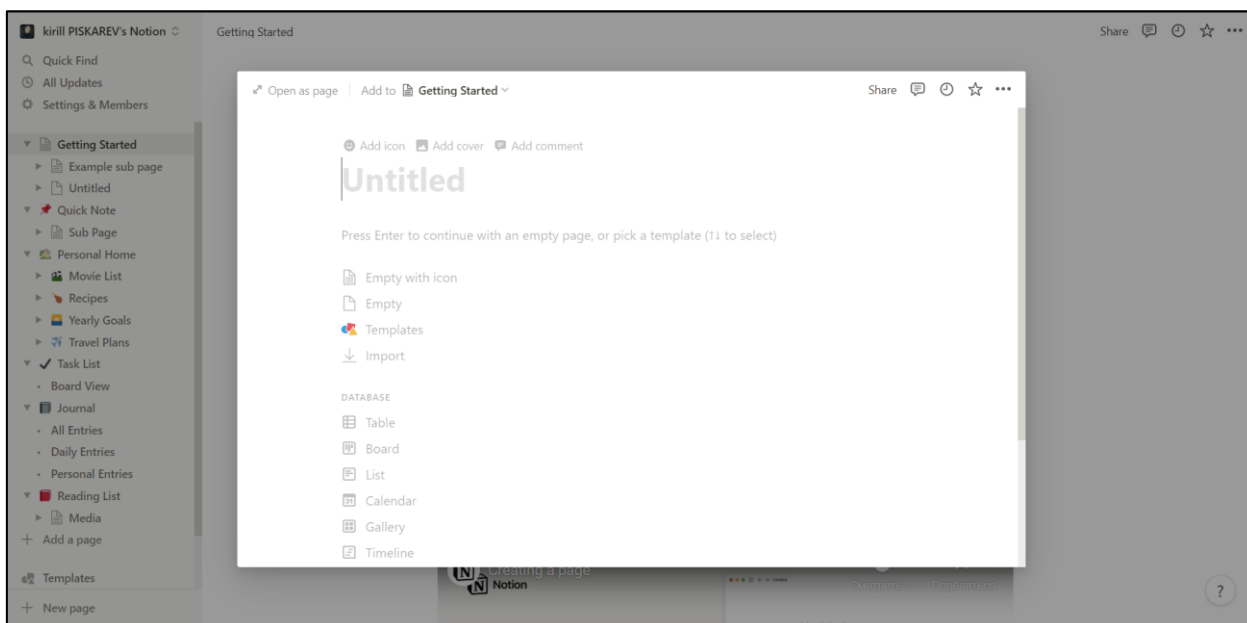 kirill PISKAREV's Notion
Quick Find
All Updates
Settings & Members
Getting Started
Example sub page
Untitled
Quick Note
Sub Page
Personal Home
Movie List
Recipes
Yearly Goals
Travel Plans
Task List
Board View
Journal
All Entries
Daily Entries
Personal Entries
Reading List
Media
Add a page
Templates
New page
Getting Started
Share
Open as page
Add to Getting Started
Share
Add icon Add cover Add comment
Untitled
Press Enter to continue with an empty page, or pick a template (↑↓ to select)
Empty with icon
Empty
Templates
Import
DATABASE
Table
Board
List
31 Calendar
Gallery
Timeline
Creating a page
N Notion
?